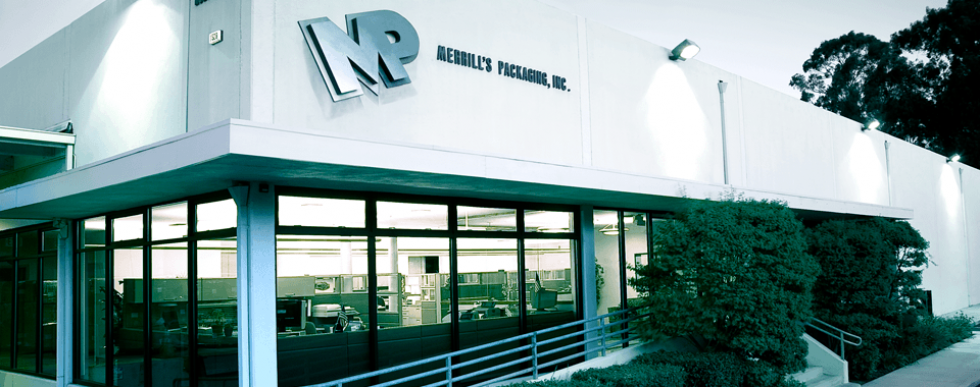 MP
MERRILL'S PACKAGING, INC.